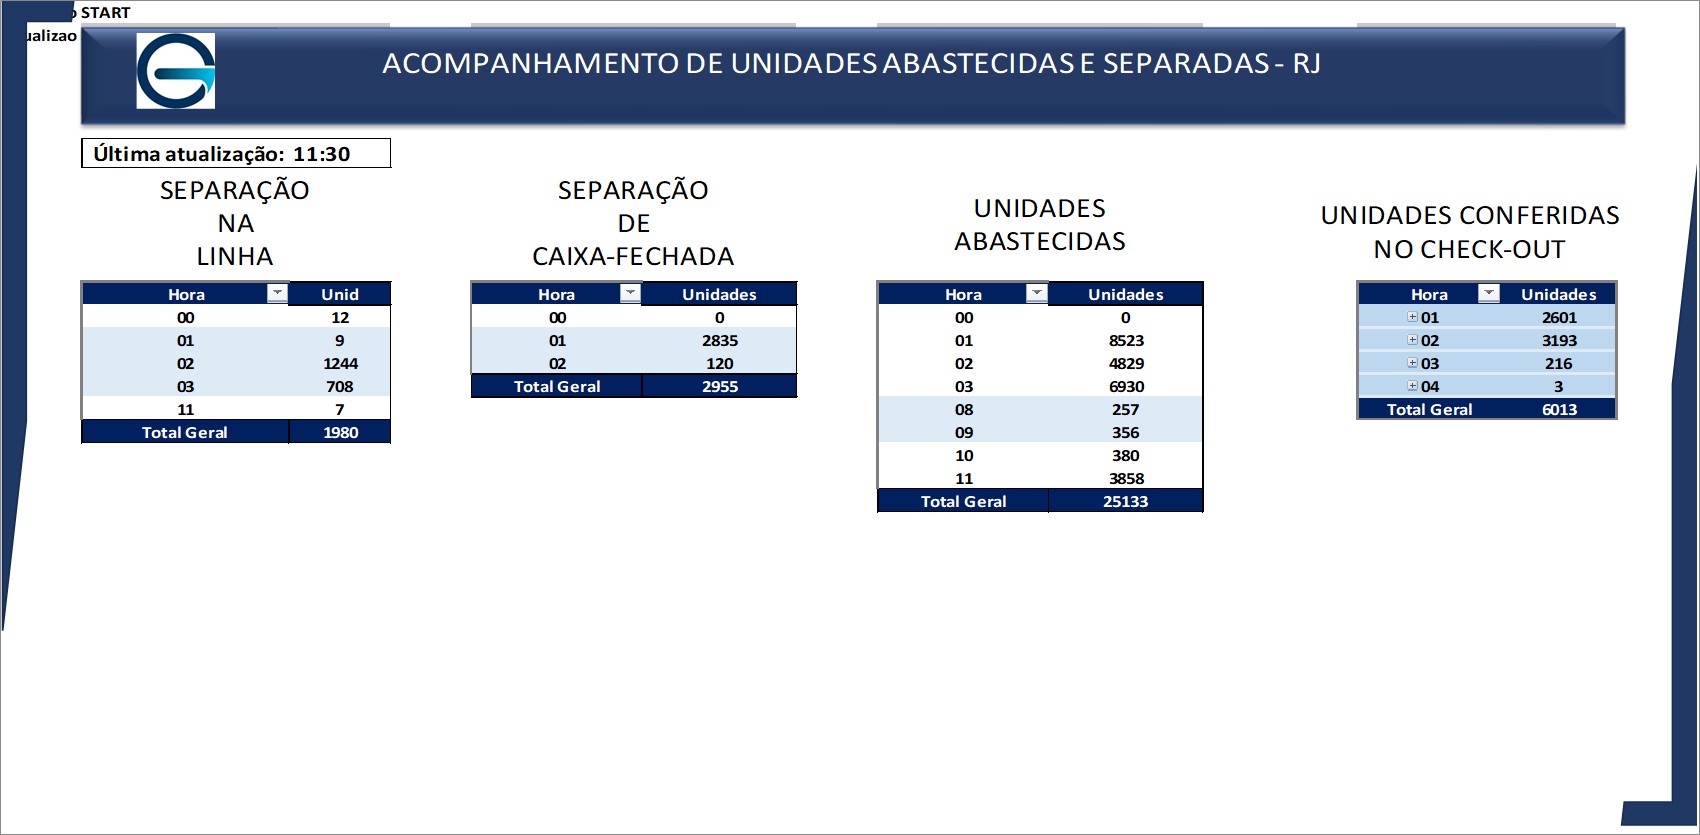 START
ACOMPANHAMENTO DE UNIDADES ABASTECIDAS E SEPARADAS - RJ
Última atualização: 11:30
SEPARAÇÃO
NA
LINHA
Hora Unid
00 12
01 9
02 1244
03 708
11 7
Total Geral 1980
SEPARAÇÃO
DE
CAIXA-FECHADA
Hora Unidades
00 0
01 2835
02 120
Total Geral 2955
UNIDADES
ABASTECIDAS
Hora Unidades
00 0
01 8523
02 4829
03 6930
08 257
09 356
10 380
11 3858
Total Geral 25133
UNIDADES CONFERIDAS
NO CHECK-OUT
Hora Unidades
01 2601
02 3193
03 216
04 3
Total Geral 6013